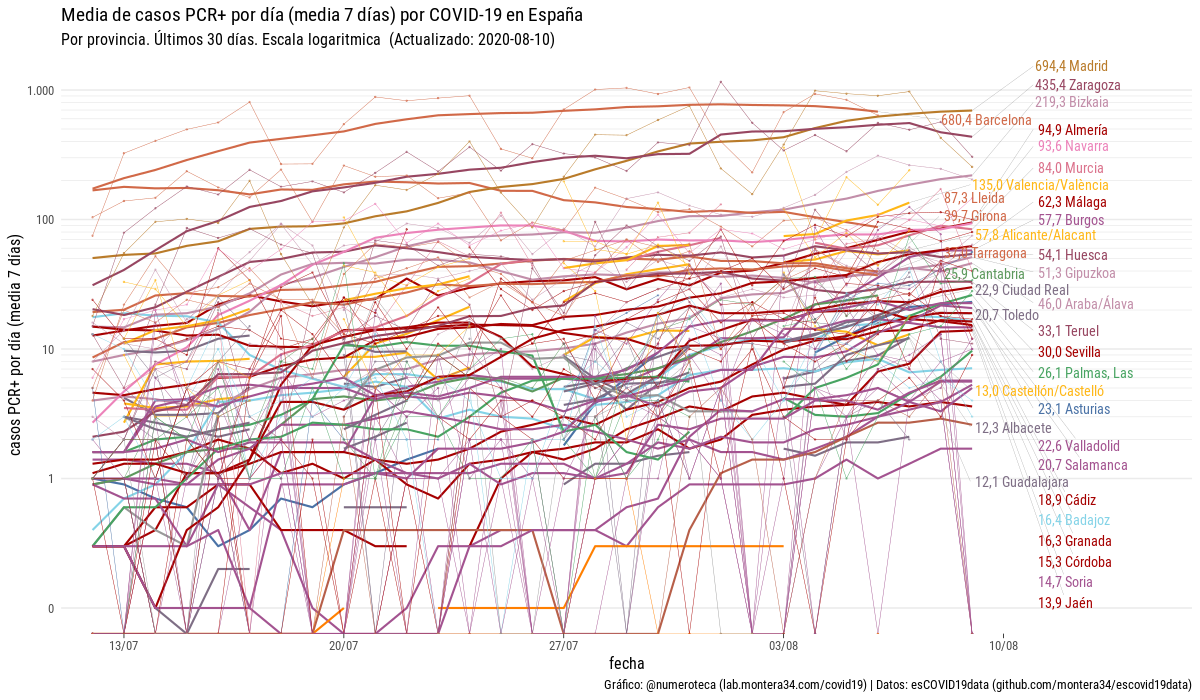 Media de casos PCR+ por día (media 7 días) por COVID-19 en España
Por provincia. Últimos 30 días. Escala logarítmica (Actualizado: 2020-08-10)
casos PCR+ por día (media 7 días)
1.000
100
10
1
0
694,4 Madrid
435,4 Zaragoza
219,3 Bizkaia
680,4 Barcelona
94,9 Almería
93,6 Navarra
84,0 Murcia
135,0 Valencia/València
87,3 Lleida
62,3 Málaga
39,7 Girona
57,7 Burgos
57,8 Alicante/Alacant
Tarragona
54,1 Huesca
51,3 Gipuzkoa
25,9 Cantabria
22,9 Ciudad Real
46,0 Araba/Álava
20,7 Toledo
33,1 Teruel
30,0 Sevilla
26,1 Palmas, Las
13,0 Castellón/Castelló
23,1 Asturias
12,3 Albacete
22,6 Valladolid
20,7 Salamanca
12,1 Guadalajara
18,9 Cádiz
16,4 Badajoz
16,3 Granada
15,3 Córdoba
14,7 Soria
13,9 Jaén
13/07
20/07
27/07
03/08
10/08
fecha
Gráfico: @numeroteca (lab.montera34.com/covid19) | Datos: esCOVID19data (github.com/montera34/escovid19data)